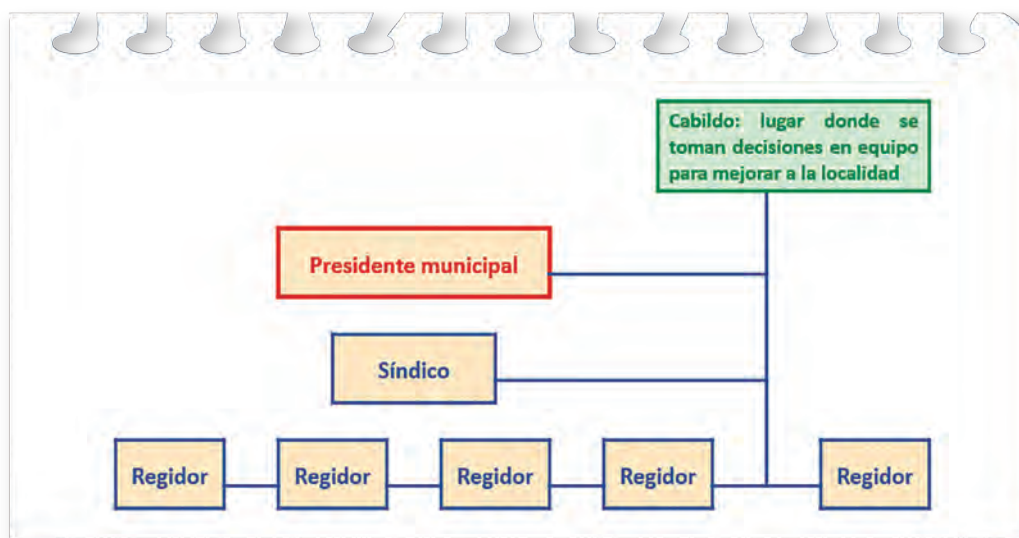 Cabildo: lugar donde se
toman decisiones en equipo
para mejorar a la localidad
Presidente municipal
Síndico
Regidor
Regidor
Regidor
Regidor
Regidor